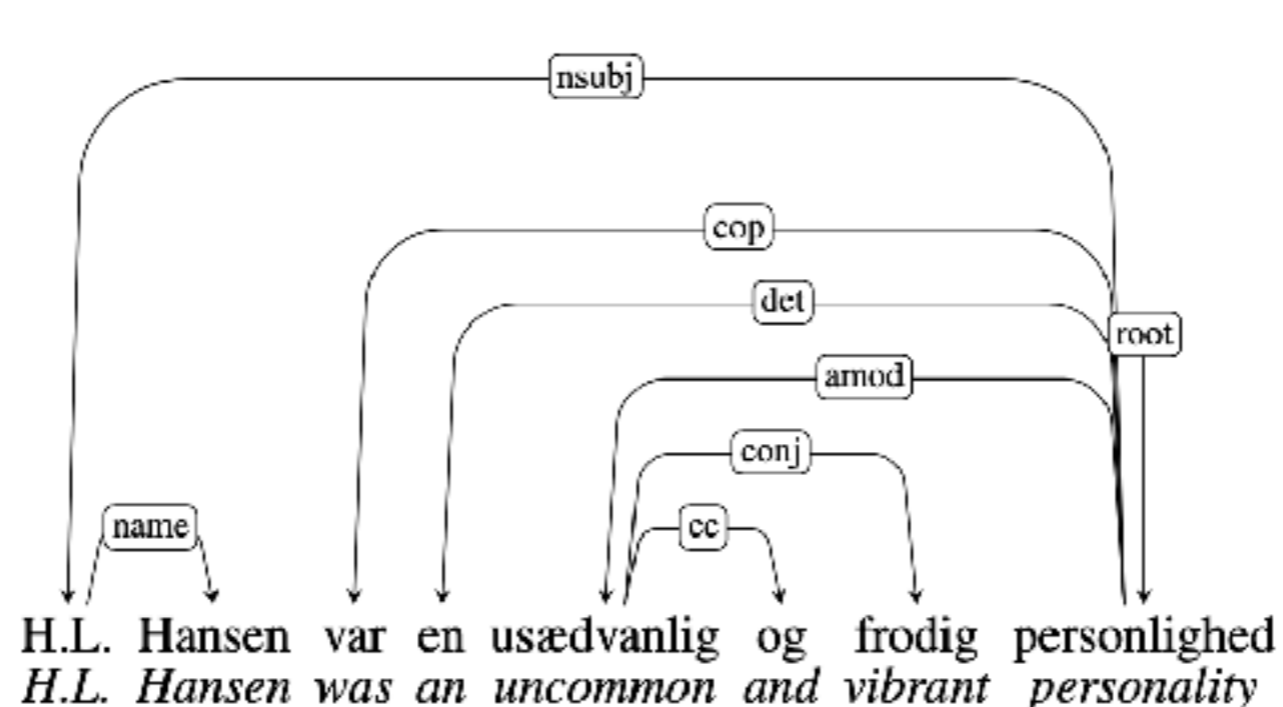 nsubj
cop
det
root
amod
conj
name
cc
H.L. Hansen var en usædvanlig og frodig personlighed
H.L. Hansen was an uncommon and vibrant personality